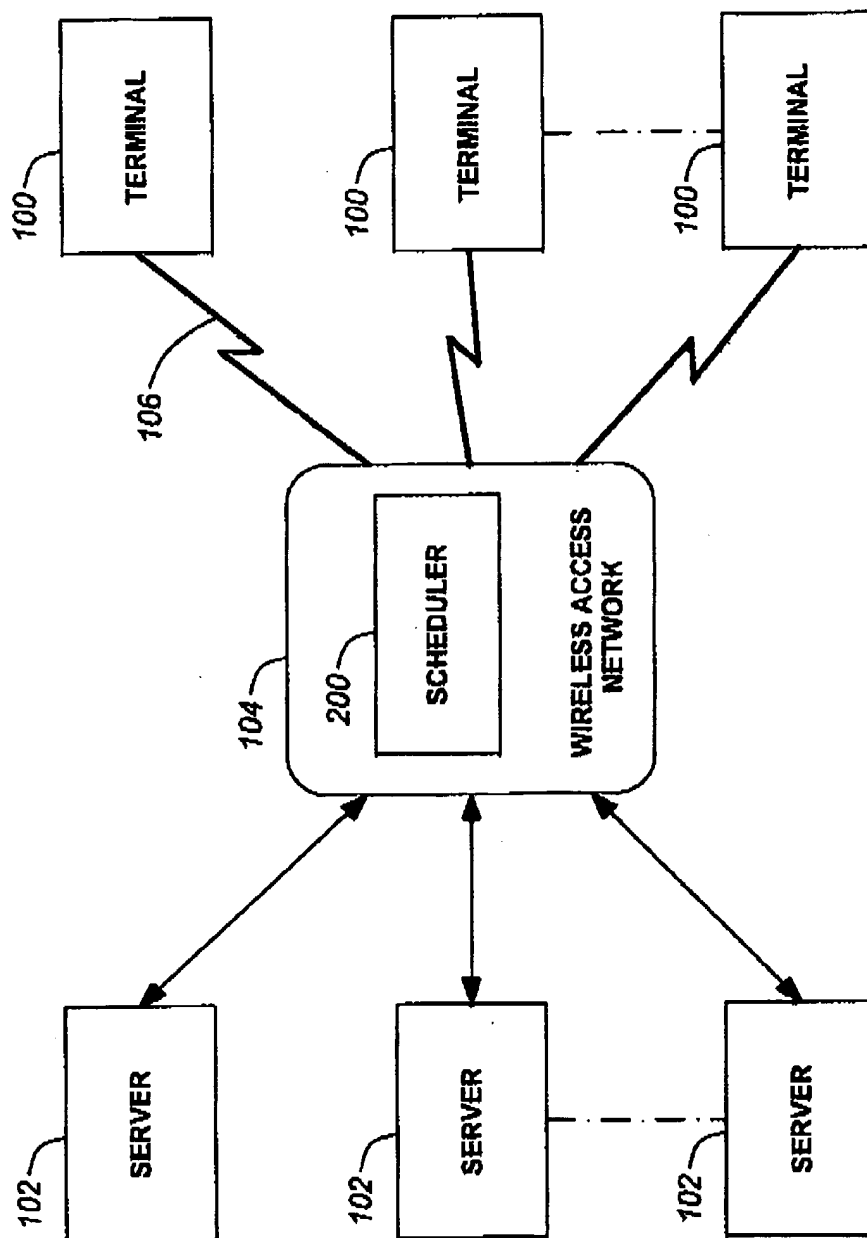 102
SERVER
102
SERVER
102
SERVER
104
200
SCHEDULER
WIRELESS ACCESS
NETWORK
106
100
TERMINAL
100
TERMINAL
100
TERMINAL